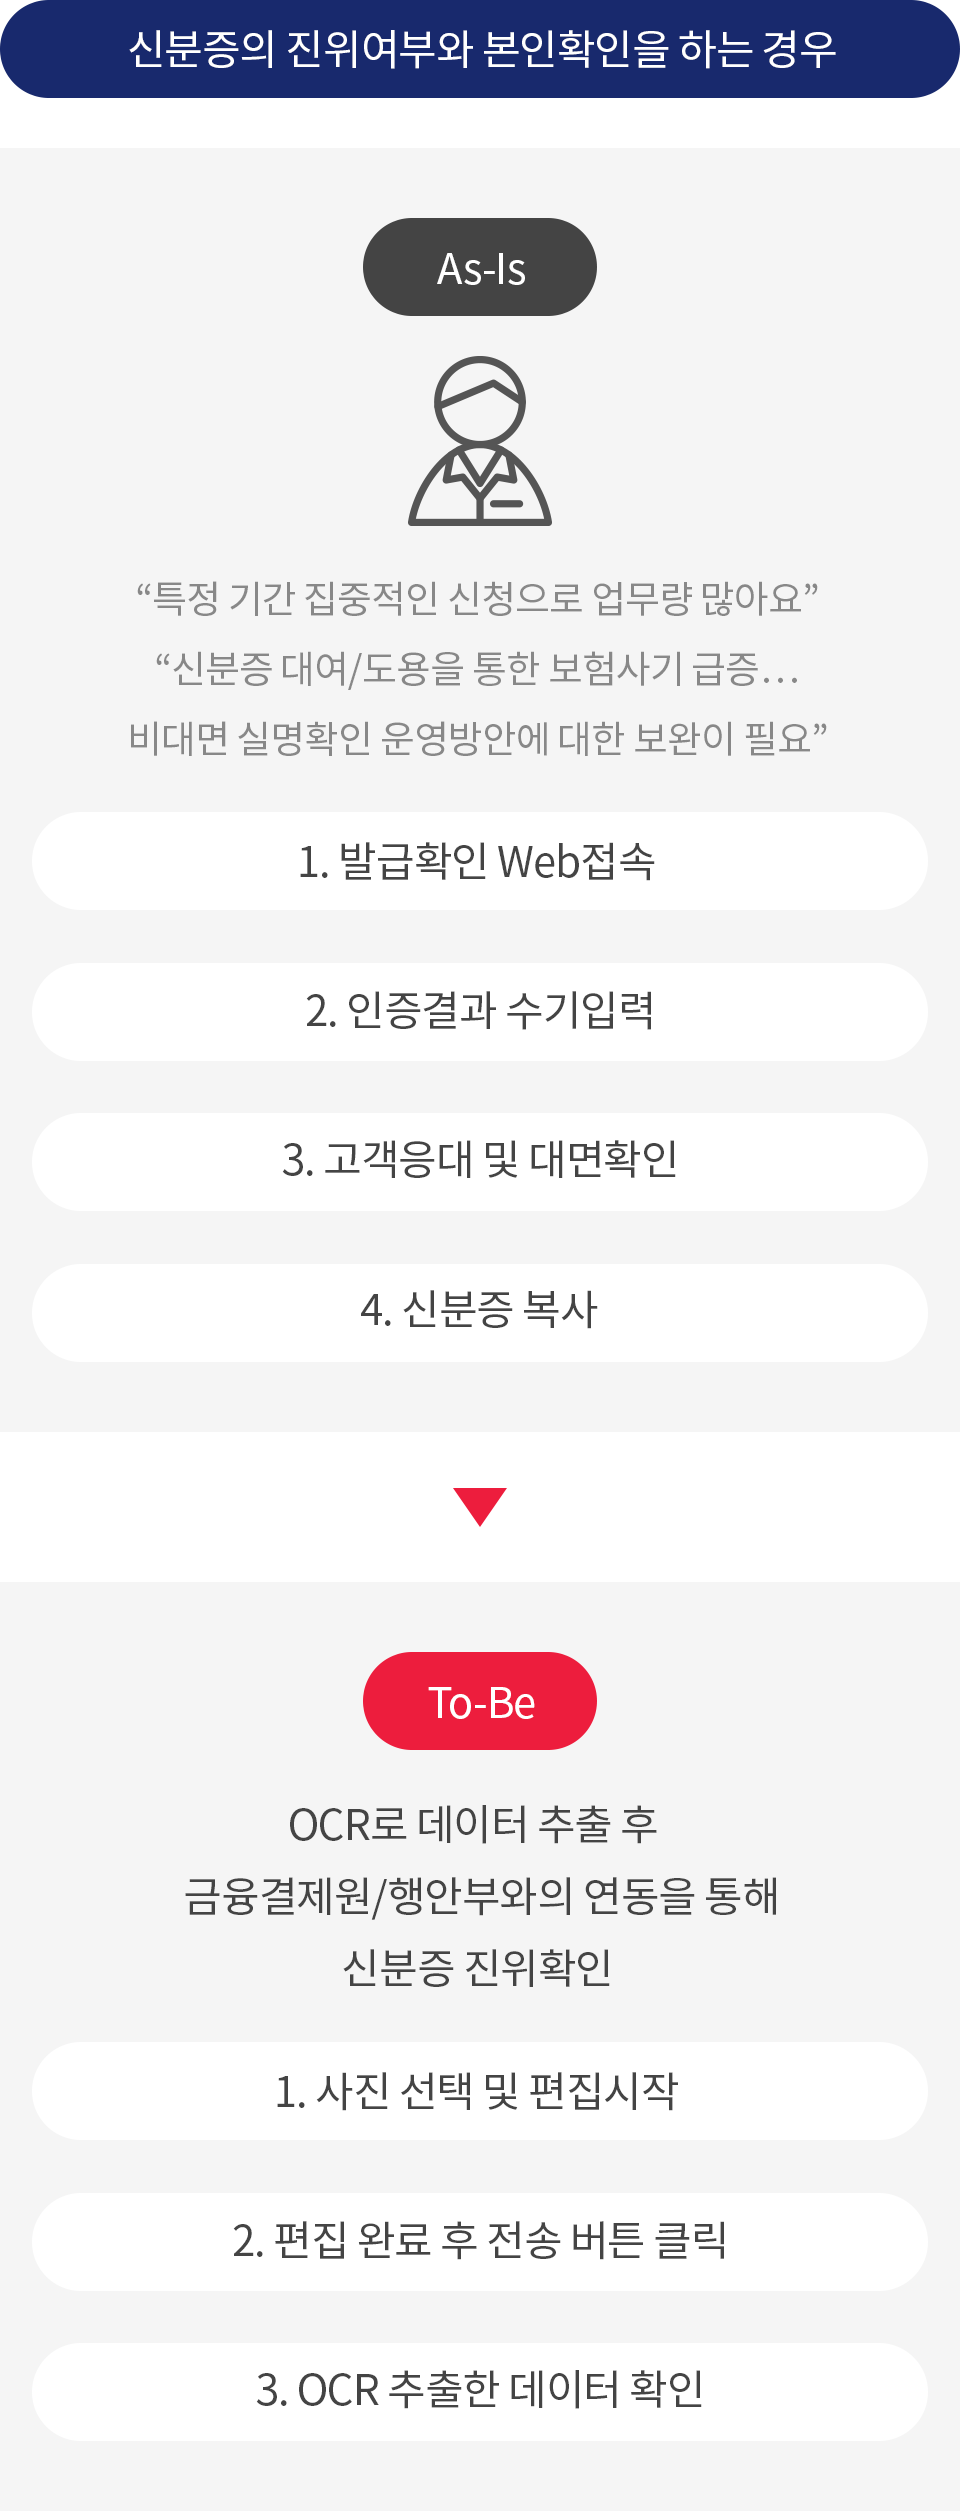 신분증의 진위여부와 본인확인을 하는 경우
As-Is
“특정 기간 집중적인 신청으로 업무량 많아요”
“신분증 대여/도용을 통한 보험사기 급증...
비대면 실명확인 운영방안에 대한 보완이 필요”
1. 발급확인 Web접속
2. 인증결과 수기입력
3. 고객응대 및 대면확인
4. 신분증 복사
To-Be
OCR로 데이터 추출 후
금융결제원/행안부와의 연동을 통해
신분증 진위확인
1. 사진 선택 및 편집시작
2. 편집 완료 후 전송 버튼 클릭
3. OCR 추출한 데이터 확인